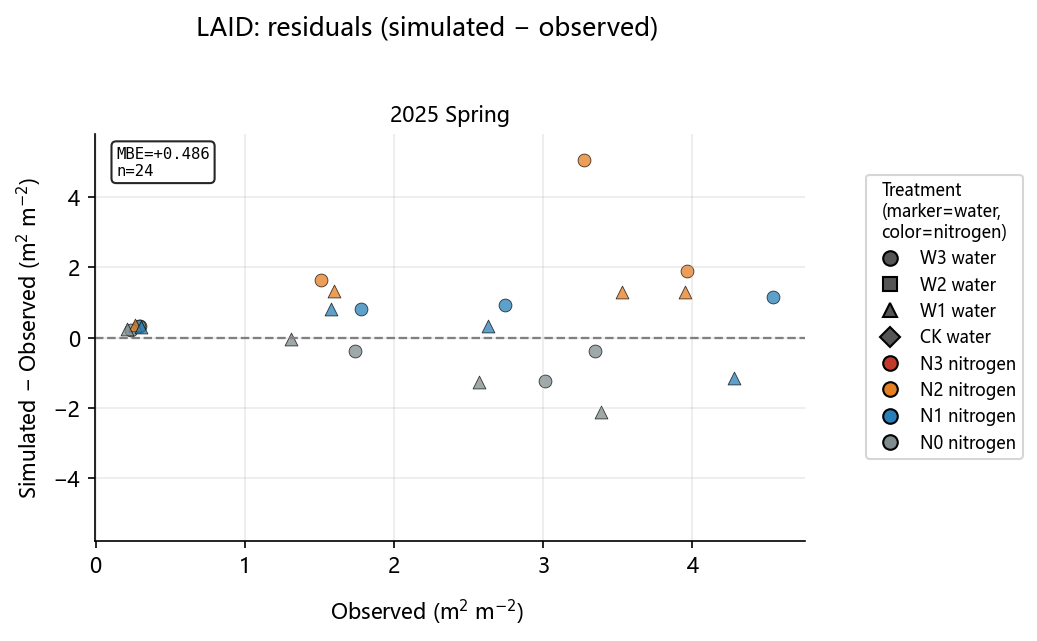 LAID: residuals (simulated − observed)
2025 Spring
MBE=+0.486
n=24
Simulated − Observed (m² m⁻²)
4
2
0
−2
−4
0
1
2
3
4
Observed (m² m⁻²)
Treatment
(marker=water,
color=nitrogen)
W3 water
W2 water
W1 water
CK water
N3 nitrogen
N2 nitrogen
N1 nitrogen
N0 nitrogen